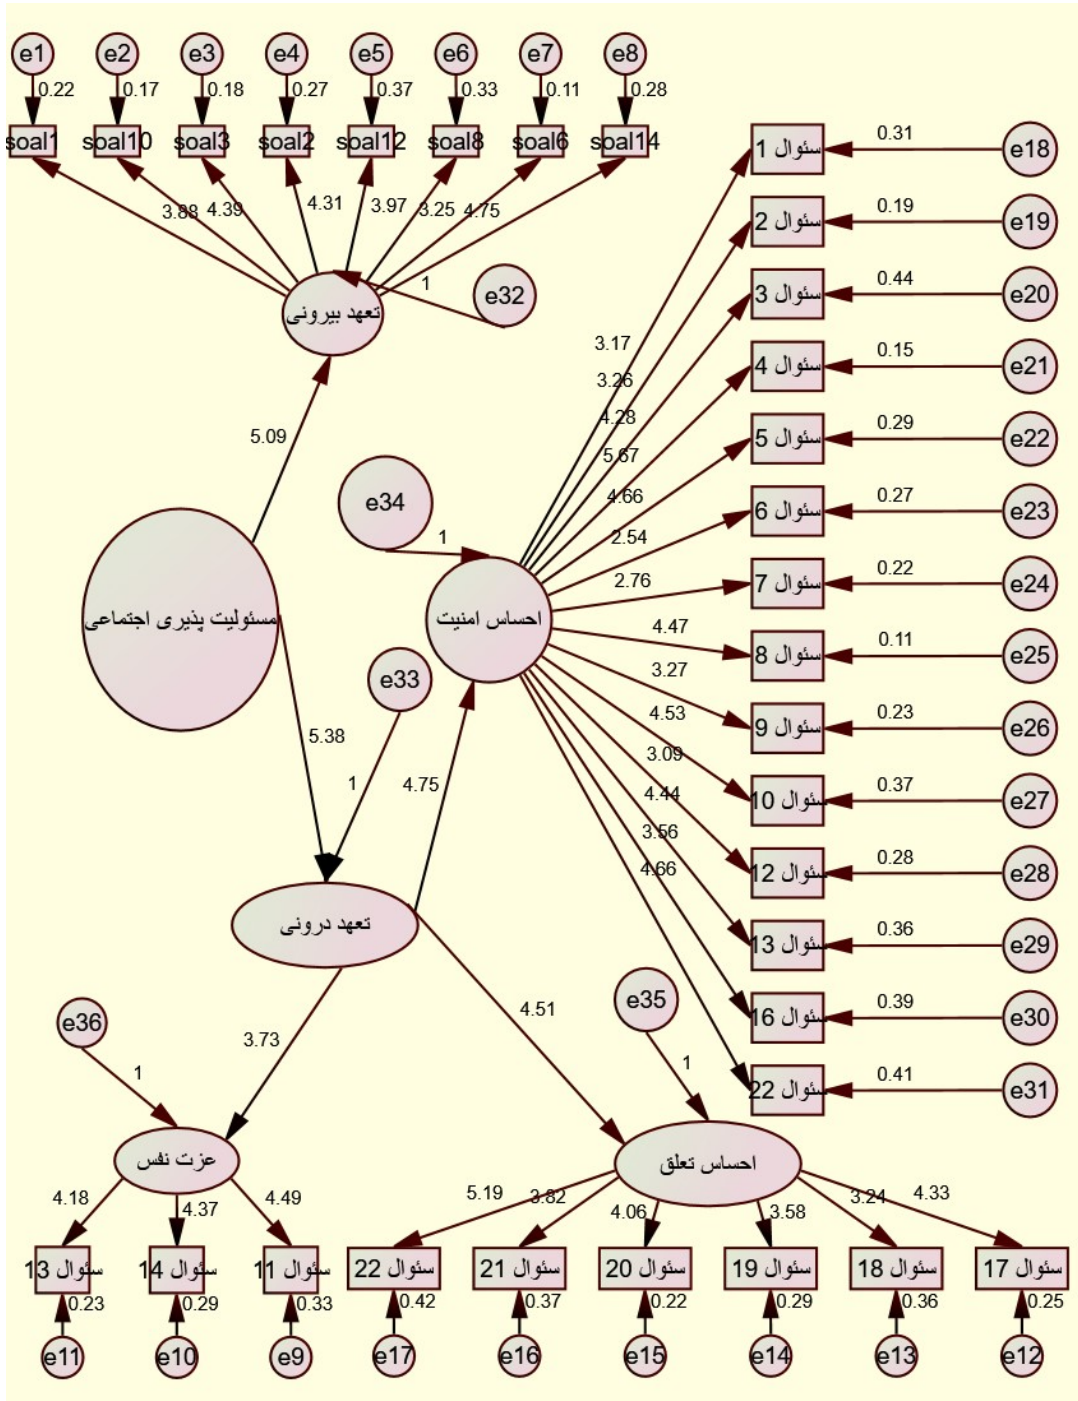 e1 e2 e3 e4 e5 e6 e7 e8
0.22 0.17 0.18 0.27 0.37 0.33 0.11 0.28
soal1 soal10 soal3 soal2 soal12 soal8 soal6 soal14
3.88 4.39 4.31 3.97 3.25 4.75
1
e32
تعهد بیرونی
5.09
سئوال 1 0.31 e18
سئوال 2 0.19 e19
سئوال 3 0.44 e20
سئوال 4 0.15 e21
سئوال 5 0.29 e22
سئوال 6 0.27 e23
سئوال 7 0.22 e24
سئوال 8 0.11 e25
سئوال 9 0.23 e26
سئوال 10 0.37 e27
سئوال 12 0.28 e28
سئوال 13 0.36 e29
سئوال 16 0.39 e30
سئوال 22 0.41 e31
3.17
3.26
4.28
5.67
4.66
2.54
2.76
4.47
3.27
4.53
3.09
4.44
3.56
4.66
e34
1
احساس امنیت
مسئولیت پذیری اجتماعی
e33
5.38
1
4.75
تعهد درونی
4.51
3.73
e36
1
e35
1
عزت نفس
احساس تعلق
4.18 4.37 4.49
5.19 3.82 4.06 3.58 3.24 4.33
سئوال 13 سئوال 14 سئوال 11 سئوال 22 سئوال 21 سئوال 20 سئوال 19 سئوال 18 سئوال 17
0.23 0.29 0.33 0.42 0.37 0.22 0.29 0.36 0.25
e11 e10 e9 e17 e16 e15 e14 e13 e12